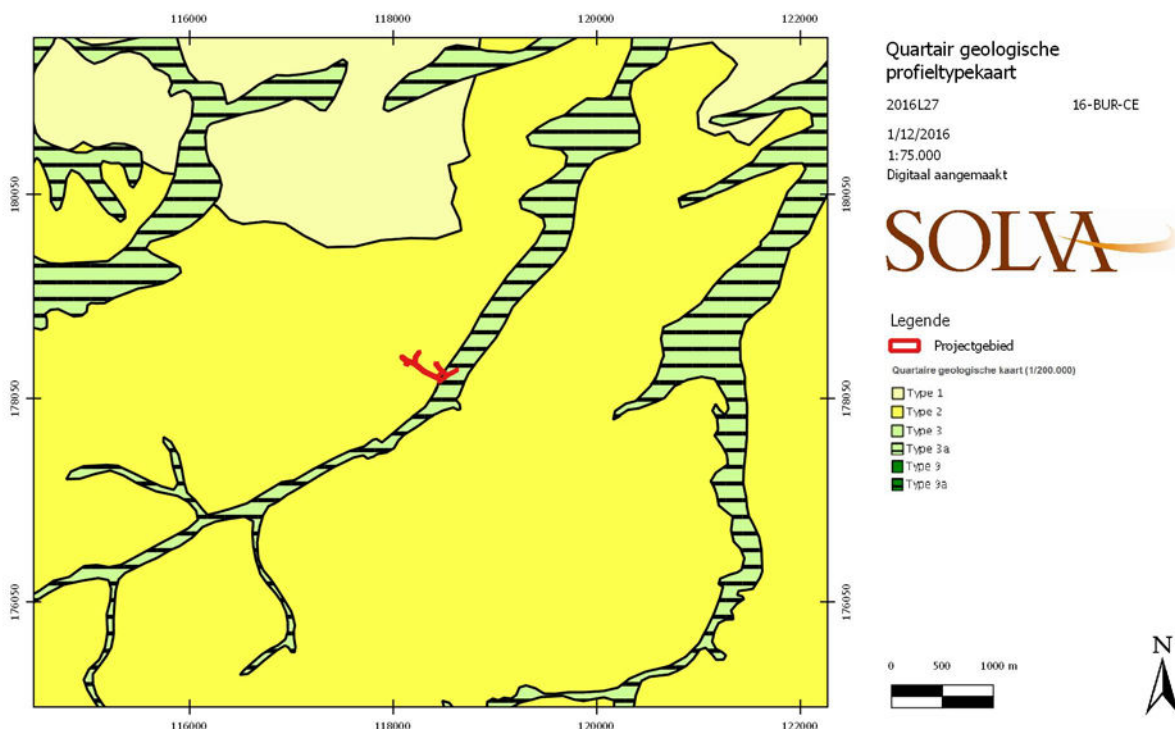 116000 118000 120000 122000
180050 180050
178050 178050
176050 176050
116000 118000 120000 122000
Quartair geologische
profieltypekaart
2016L27 16-BUR-CE
1/12/2016
1:75.000
Digitaal aangemaakt
SOLVA
Legende
Projectgebied
Quartaire geologische kaart (1/200.000)
Type 1
Type 2
Type 3
Type 3a
Type 9
Type 9a
0 500 1000 m
N